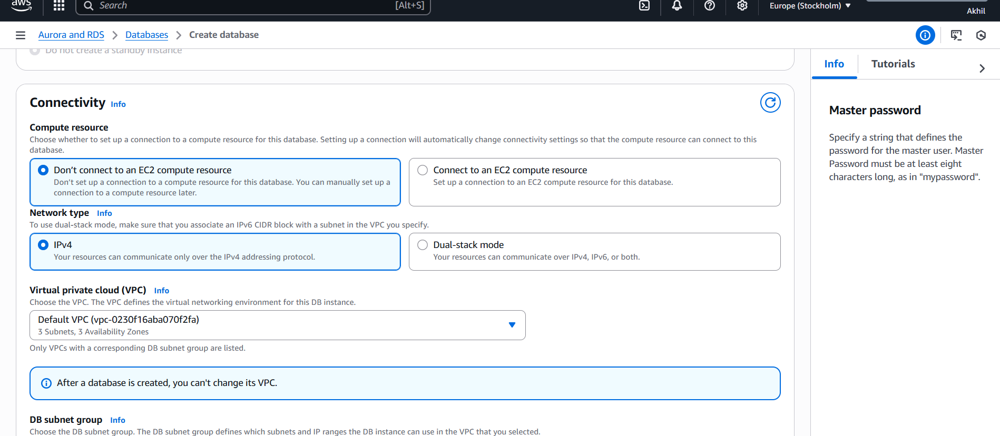 aws
Search [Alt+S]
Europe (Stockholm)
Akhil
Aurora and RDS
Databases
Create database
Do not create a standby instance
Info
Tutorials
Connectivity Info
Compute resource
Choose whether to set up a connection to a compute resource for this database. Setting up a connection will automatically change connectivity settings so that the compute resource can connect to this
database.
Don’t connect to an EC2 compute resource
Don’t set up a connection to a compute resource for this database. You can manually set up a
connection to a compute resource later.
Connect to an EC2 compute resource
Set up a connection to an EC2 compute resource for this database.
Network type Info
To use dual-stack mode, make sure that you associate an IPv6 CIDR block with a subnet in the VPC you specify.
IPv4
Your resources can communicate only over the IPv4 addressing protocol.
Dual-stack mode
Your resources can communicate over IPv4, IPv6, or both.
Virtual private cloud (VPC) Info
Choose the VPC. The VPC defines the virtual networking environment for this DB instance.
Default VPC (vpc-0230f16aba070f2fa)
3 Subnets, 3 Availability Zones
Only VPCs with a corresponding DB subnet group are listed.
After a database is created, you can't change its VPC.
DB subnet group Info
Choose the DB subnet group. The DB subnet group defines which subnets and IP ranges the DB instance can use in the VPC that you selected.
Master password
Specify a string that defines the
password for the master user. Master
Password must be at least eight
characters long, as in "mypassword".